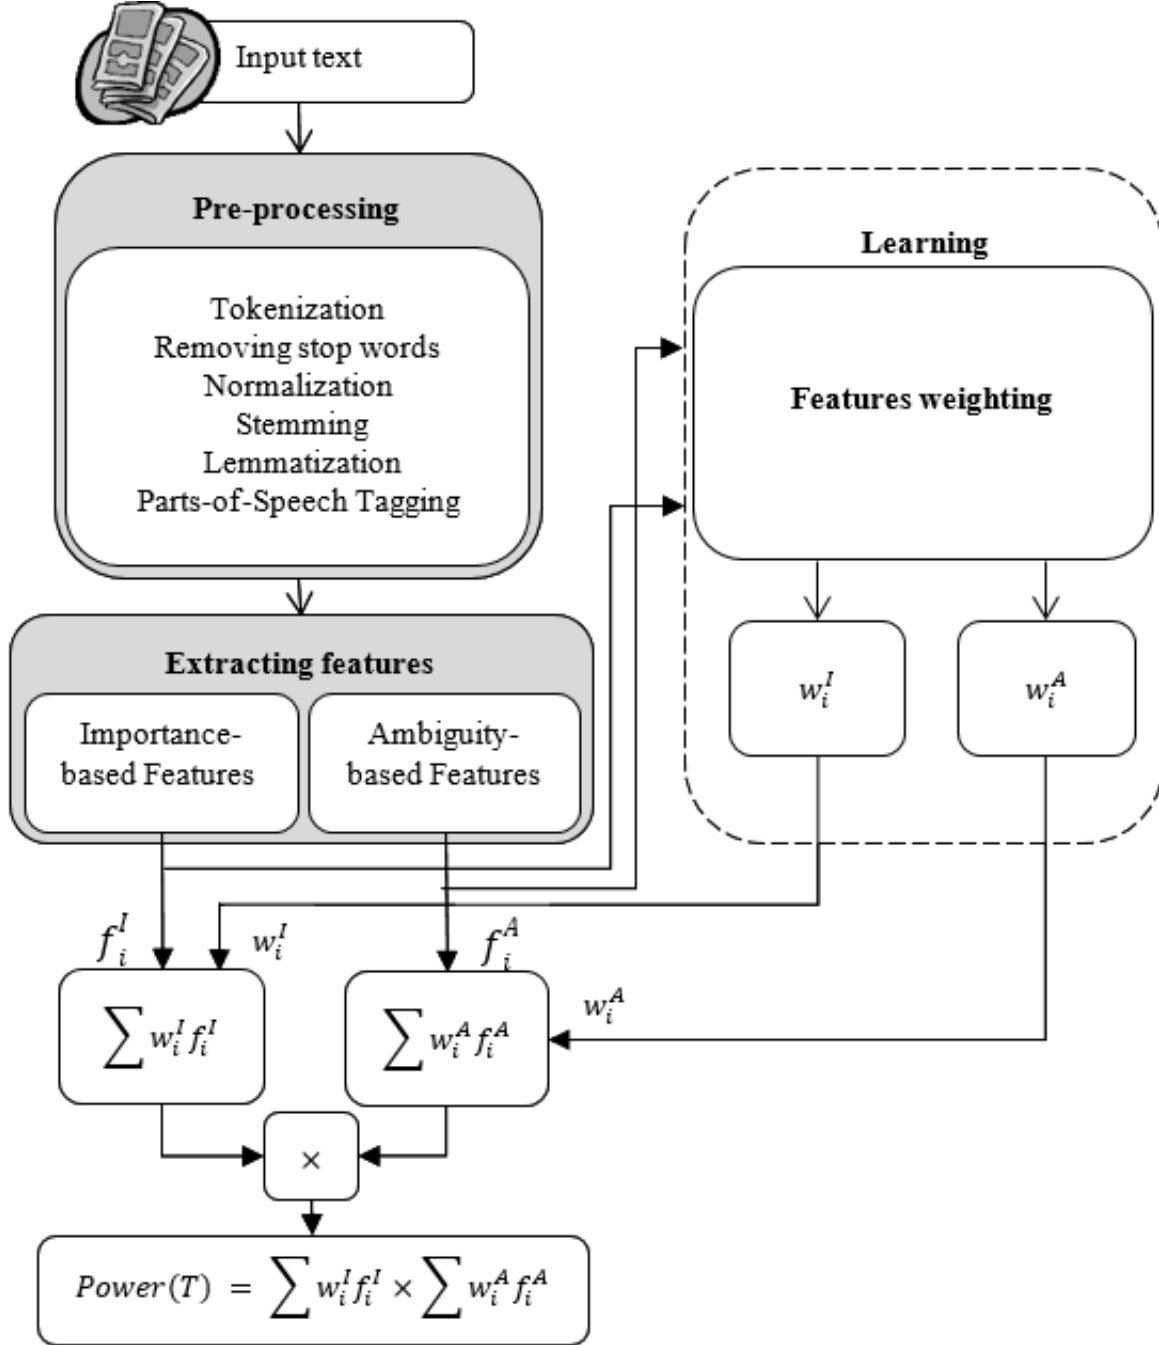 Input text
Pre-processing
Tokenization
Removing stop words
Normalization
Stemming
Lemmatization
Parts-of-Speech Tagging
Learning
Features weighting
w_i^I
w_i^A
Extracting features
Importance-
based Features
Ambiguity-
based Features
f_i^I
w_i^I
f_i^A
w_i^A
∑ w_i^I f_i^I
∑ w_i^A f_i^A
×
Power(T) = ∑ w_i^I f_i^I × ∑ w_i^A f_i^A